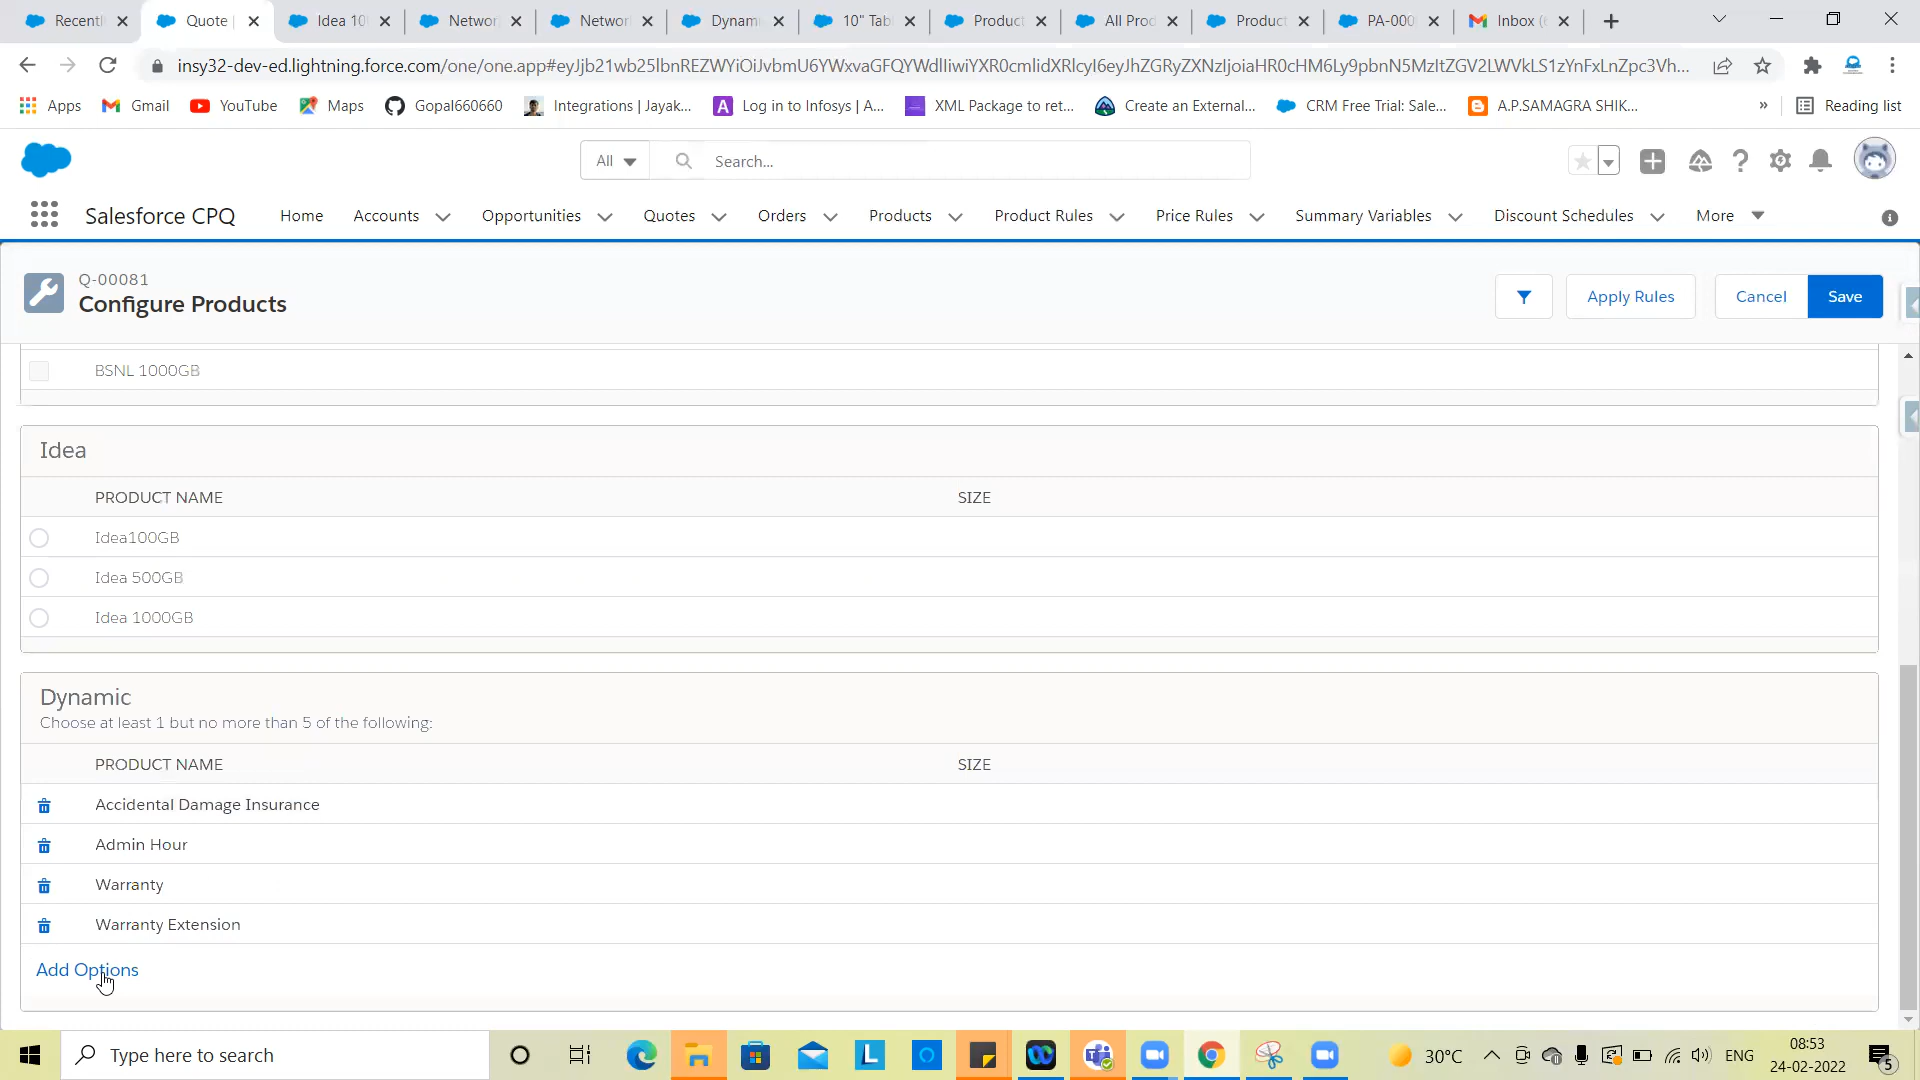 Recent
Quote |
Idea 10
Networ
Networ
Dynami
10" Tab
Product
All Prod
Product
PA-000
Inbox (
insy32-dev-ed.lightning.force.com/one/one.app#eyJjb21wb25lbnREZWYiOiJvbmU6YWxvaGFQYWdlIiwiYXR0cmlidXRlcyI6eyJhZGRyZXNzIjoiaHR0cHM6Ly9pbnN5MzItZGV2LWVkLS1zYnFxLnZpc3Vh...
Apps
Gmail
YouTube
Maps
Gopal660060
Integrations | Jayak...
Log in to Infosys | A...
XML Package to ret...
Create an External...
CRM Free Trial: Sale...
A.P.SAMAGRA SHIK...
»
Reading list
All
Search...
Salesforce CPQ
Home
Accounts
Opportunities
Quotes
Orders
Products
Product Rules
Price Rules
Summary Variables
Discount Schedules
More
Q-00081
Configure Products
Apply Rules
Cancel
Save
BSNL 1000GB
Idea
PRODUCT NAME SIZE
Idea100GB
Idea 500GB
Idea 1000GB
Dynamic
Choose at least 1 but no more than 5 of the following:
PRODUCT NAME SIZE
Accidental Damage Insurance
Admin Hour
Warranty
Warranty Extension
Add Options
Type here to search
30°C
ENG
08:53
24-02-2022
5